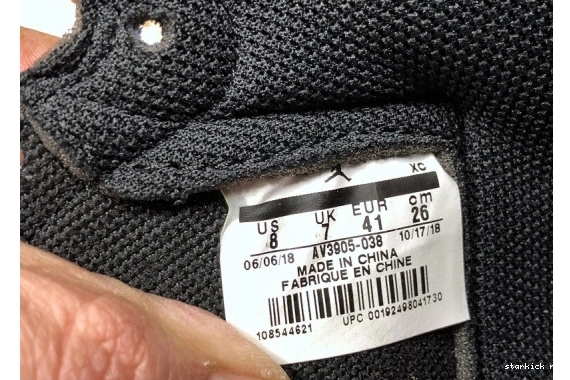 XC
US UK EUR cm
8 7 41 26
AV3905-038
06/06/18 10/17/18
MADE IN CHINA
FABRIQUE EN CHINE
108544621 UPC 00192498041730
starkick